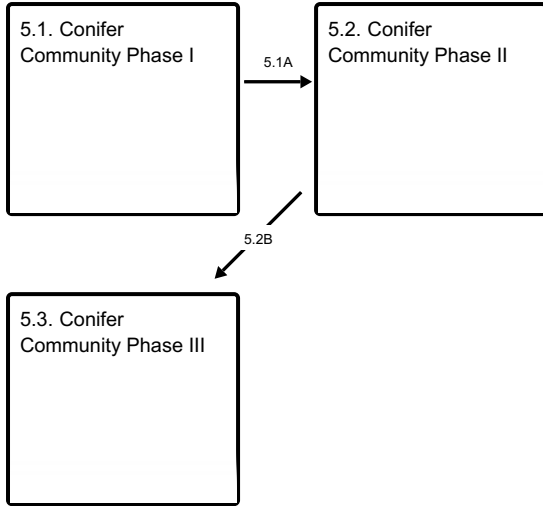 5.1. Conifer
Community Phase I
5.1A
5.2. Conifer
Community Phase II
5.2B
5.3. Conifer
Community Phase III